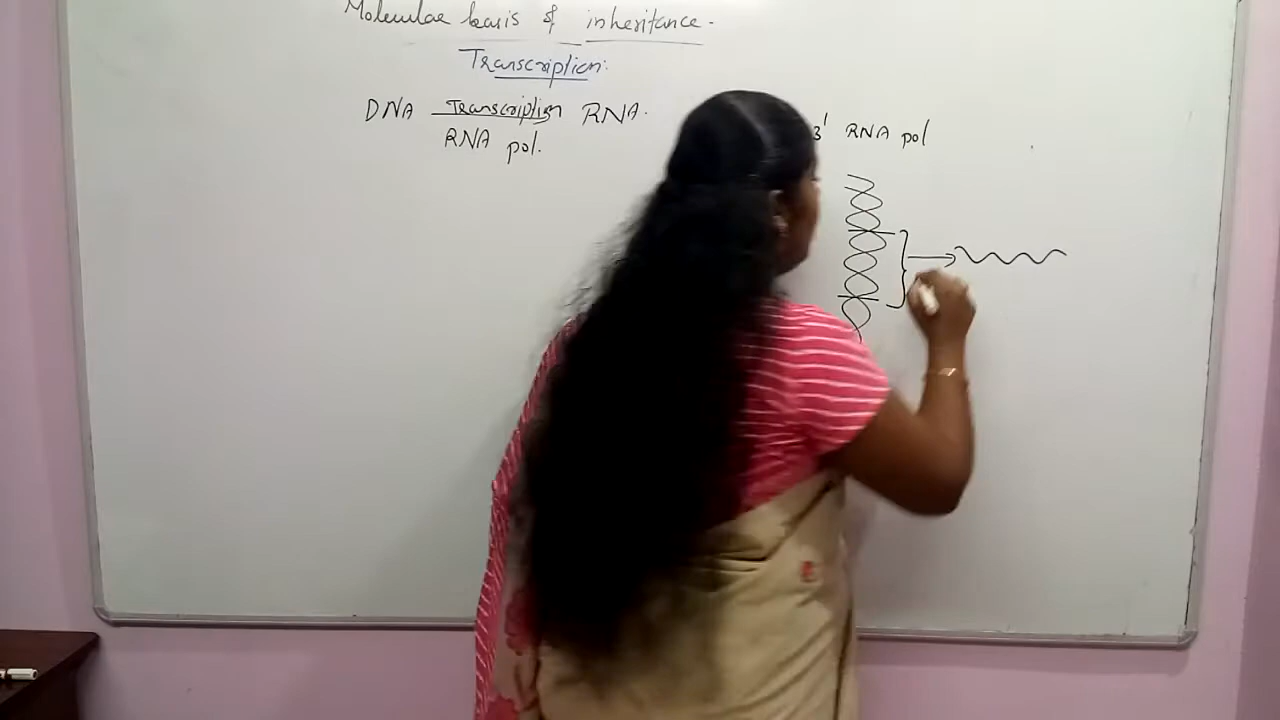 Molecular basis of inheritance.
Transcription:
DNA Transcription RNA.
RNA pol.
3' RNA pol